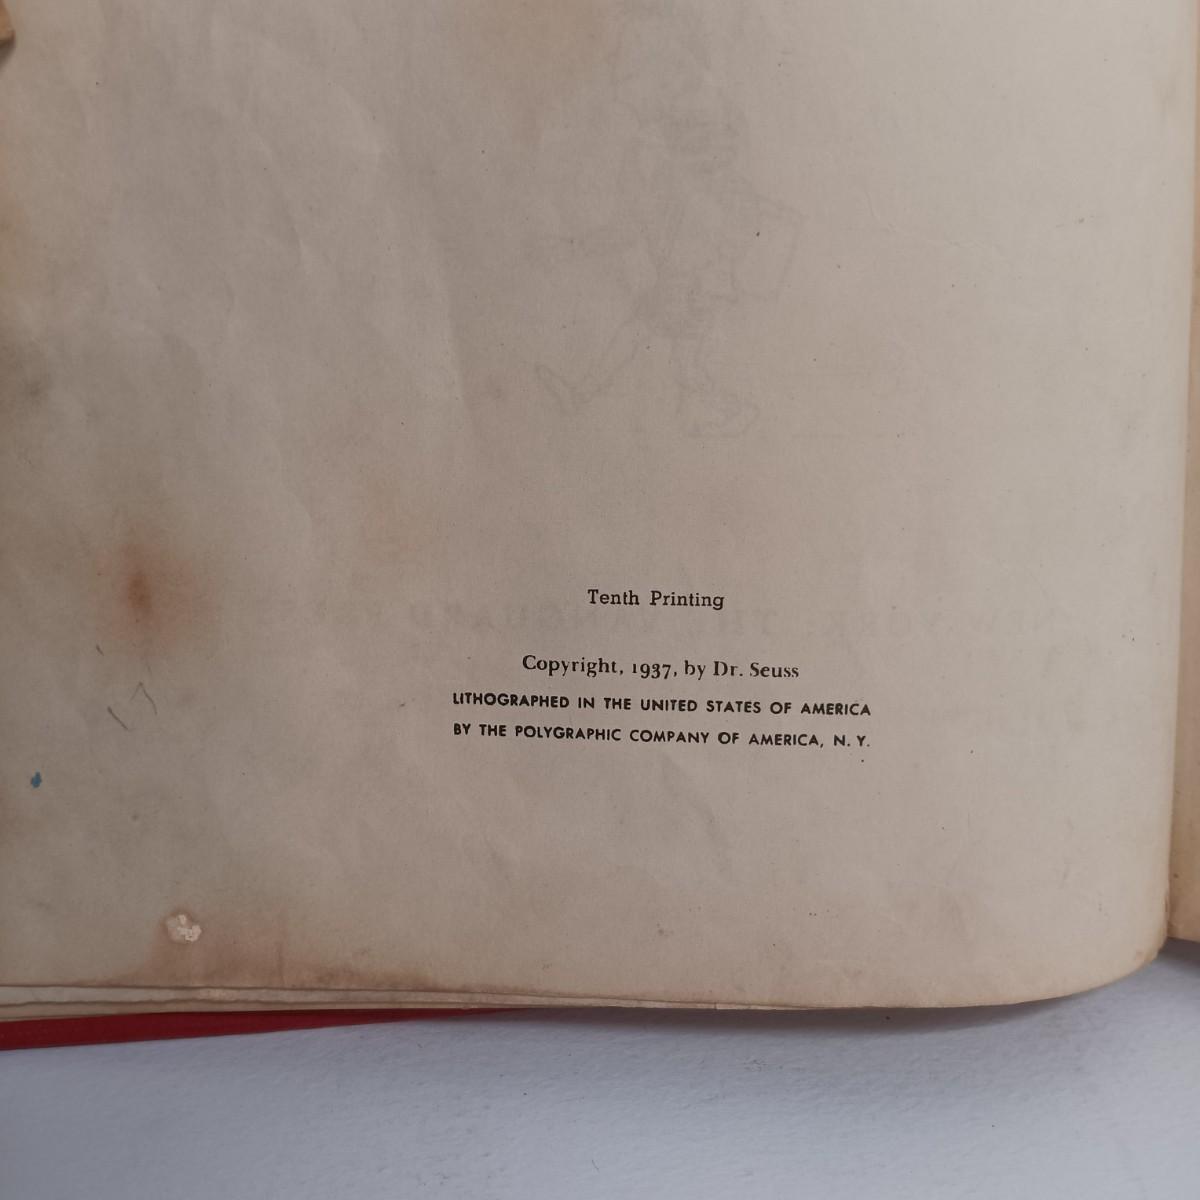 Tenth Printing
Copyright, 1937, by Dr. Seuss
LITHOGRAPHED IN THE UNITED STATES OF AMERICA
BY THE POLYGRAPHIC COMPANY OF AMERICA, N. Y.